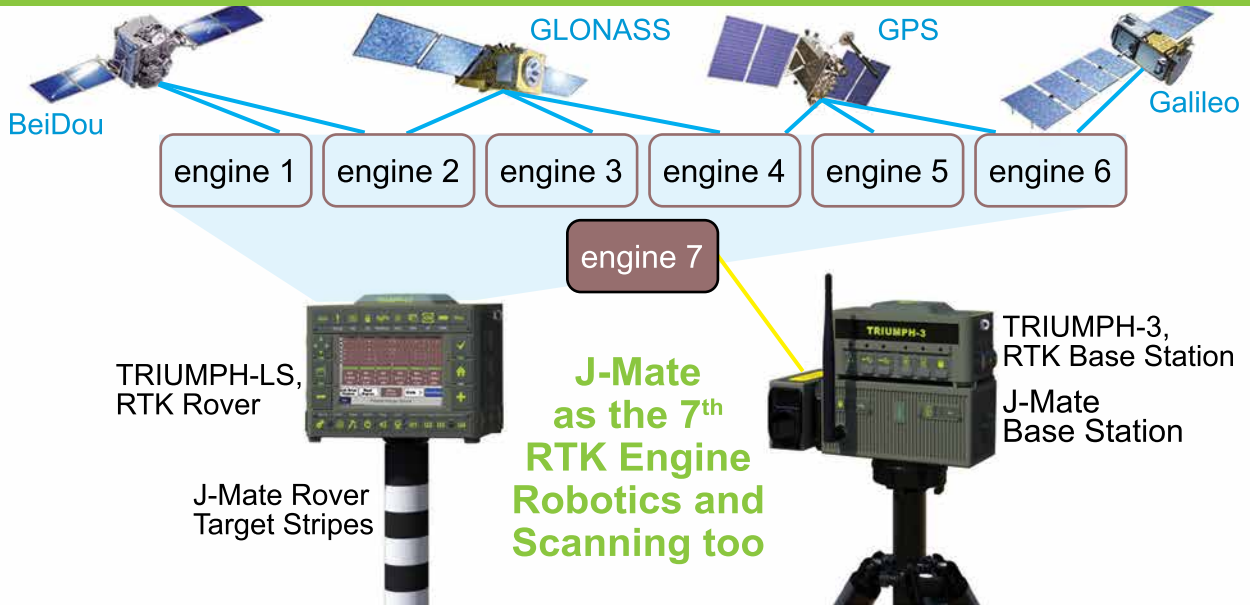 GLONASS
GPS
BeiDou
Galileo
engine 1
engine 2
engine 3
engine 4
engine 5
engine 6
engine 7
TRIUMPH-LS,
RTK Rover
J-Mate Rover
Target Stripes
J-Mate
as the 7th
RTK Engine
Robotics and
Scanning too
TRIUMPH-3
TRIUMPH-3,
RTK Base Station
J-Mate
Base Station